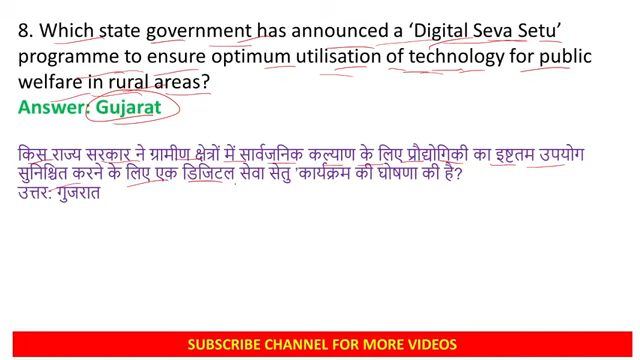 8. Which state government has announced a ‘Digital Seva Setu’
programme to ensure optimum utilisation of technology for public
welfare in rural areas?
Answer: Gujarat
किस राज्य सरकार ने ग्रामीण क्षेत्रों में सार्वजनिक कल्याण के लिए प्रौद्योगिकी का इष्टतम उपयोग
सुनिश्चित करने के लिए एक डिजिटल सेवा सेतु 'कार्यक्रम की घोषणा की है?
उत्तर: गुजरात
SUBSCRIBE CHANNEL FOR MORE VIDEOS